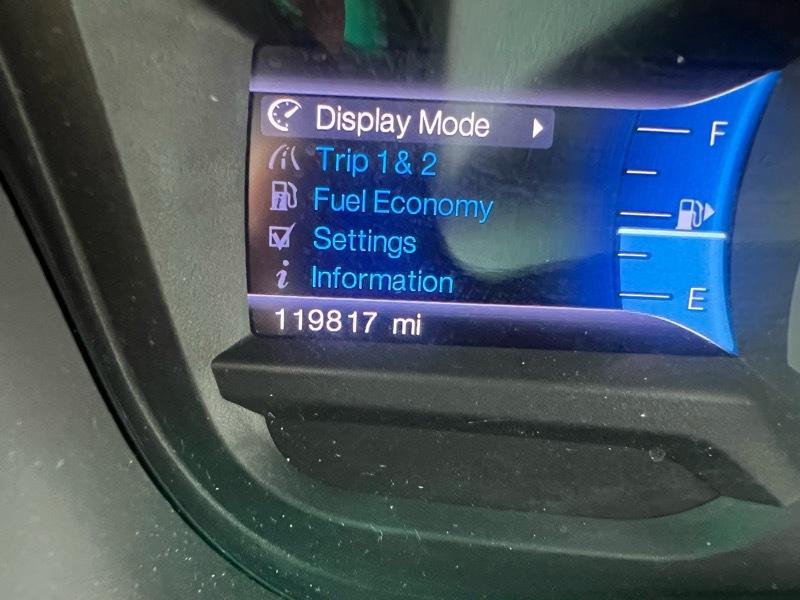 Display Mode
F
Trip 1 & 2
Fuel Economy
Settings
Information
E
119817 mi